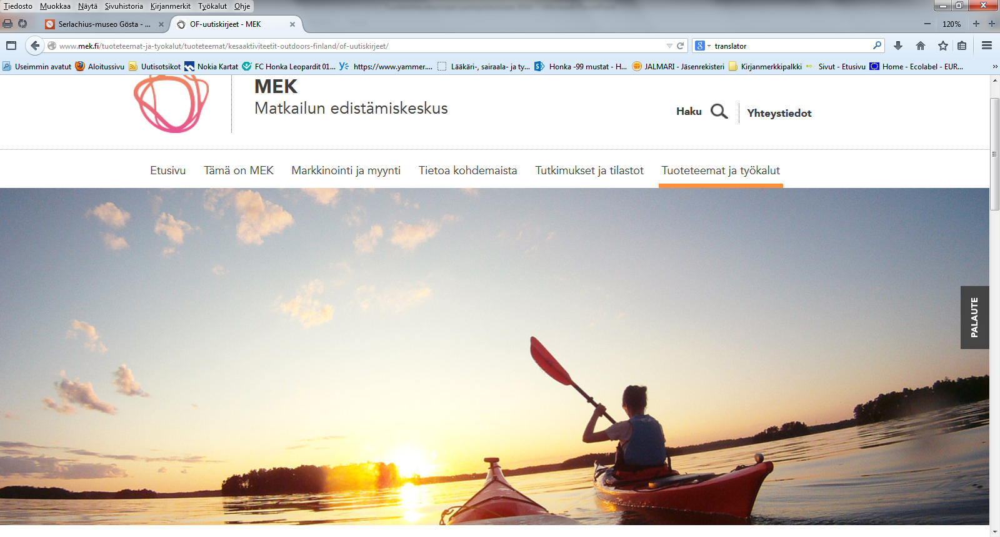 Tiedosto Muokkaa Näytä Sivuhistoria Kirjanmerkit Työkalut Ohje
Serlachius-museo Gösta - ...
OF-uutiskirjeet - MEK
120%
www.mek.fi/tuoteteemat-ja-tyokalut/tuoteteemat/kesaaktiviteetit-outdoors-finland/of-uutiskirjeet/
translator
Useimmin avatut Aloitussivu Uutisotsikot Nokia Kartat FC Honka Leopardit 01... https://www.yammer.... Lääkäri-, sairaala- ja ty... Honka -99 mustat - H... JALMARI - Jäsenrekisteri Kirjanmerkkipalkki Sivut - Etusivu Home - Ecolabel - EUR...
MEK
Matkailun edistämiskeskus
Haku
Yhteystiedot
Etusivu Tämä on MEK Markkinointi ja myynti Tietoa kohdemaista Tutkimukset ja tilastot Tuoteteemat ja työkalut
PALAUTE